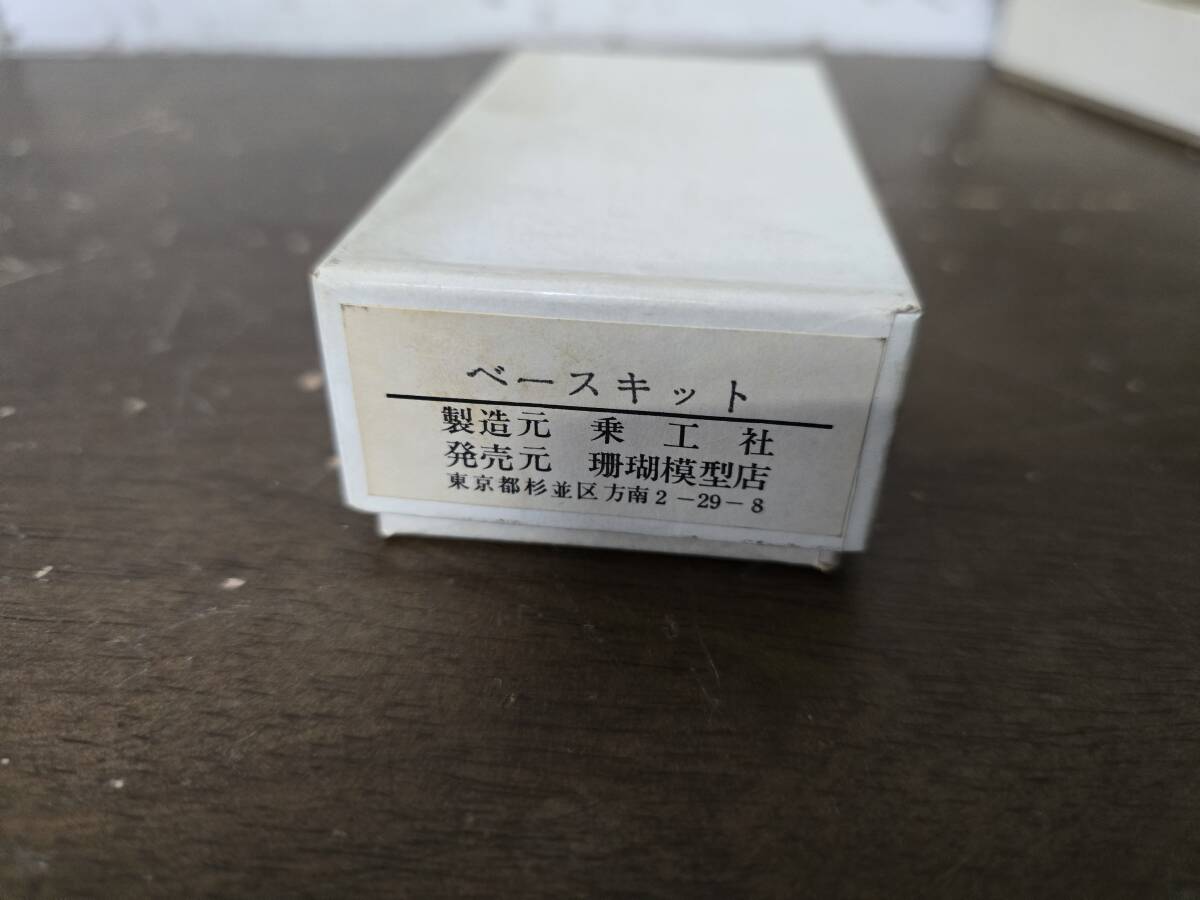 ベースキット
製造元 乗工社
発売元 珊瑚模型店
東京都杉並区方南2-29-8